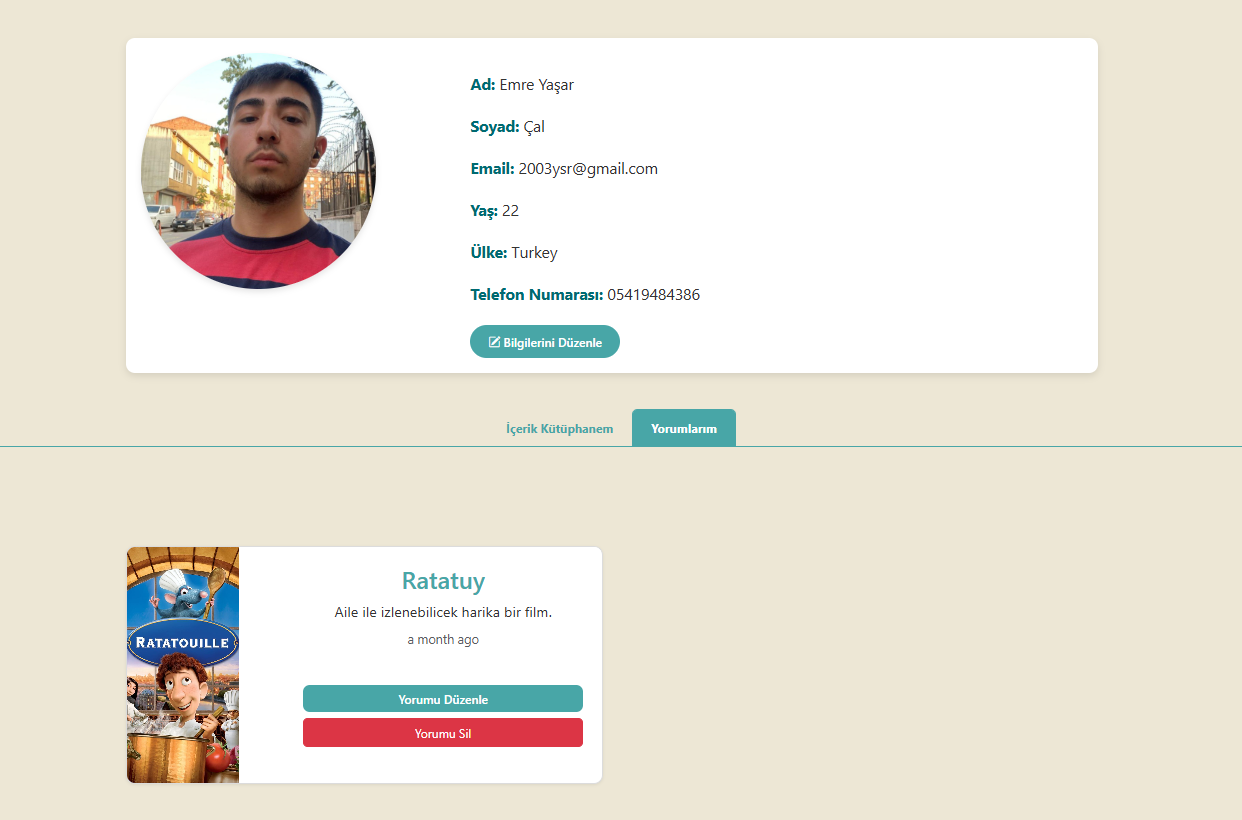 Ad: Emre Yaşar
Soyad: Çal
Email: 2003ysr@gmail.com
Yaş: 22
Ülke: Turkey
Telefon Numarası: 05419484386
Bilgilerini Düzenle
İçerik Kütüphanem
Yorumlarım
RATATOUILLE
Ratatuy
Aile ile izlenebilicek harika bir film.
a month ago
Yorumu Düzenle
Yorumu Sil